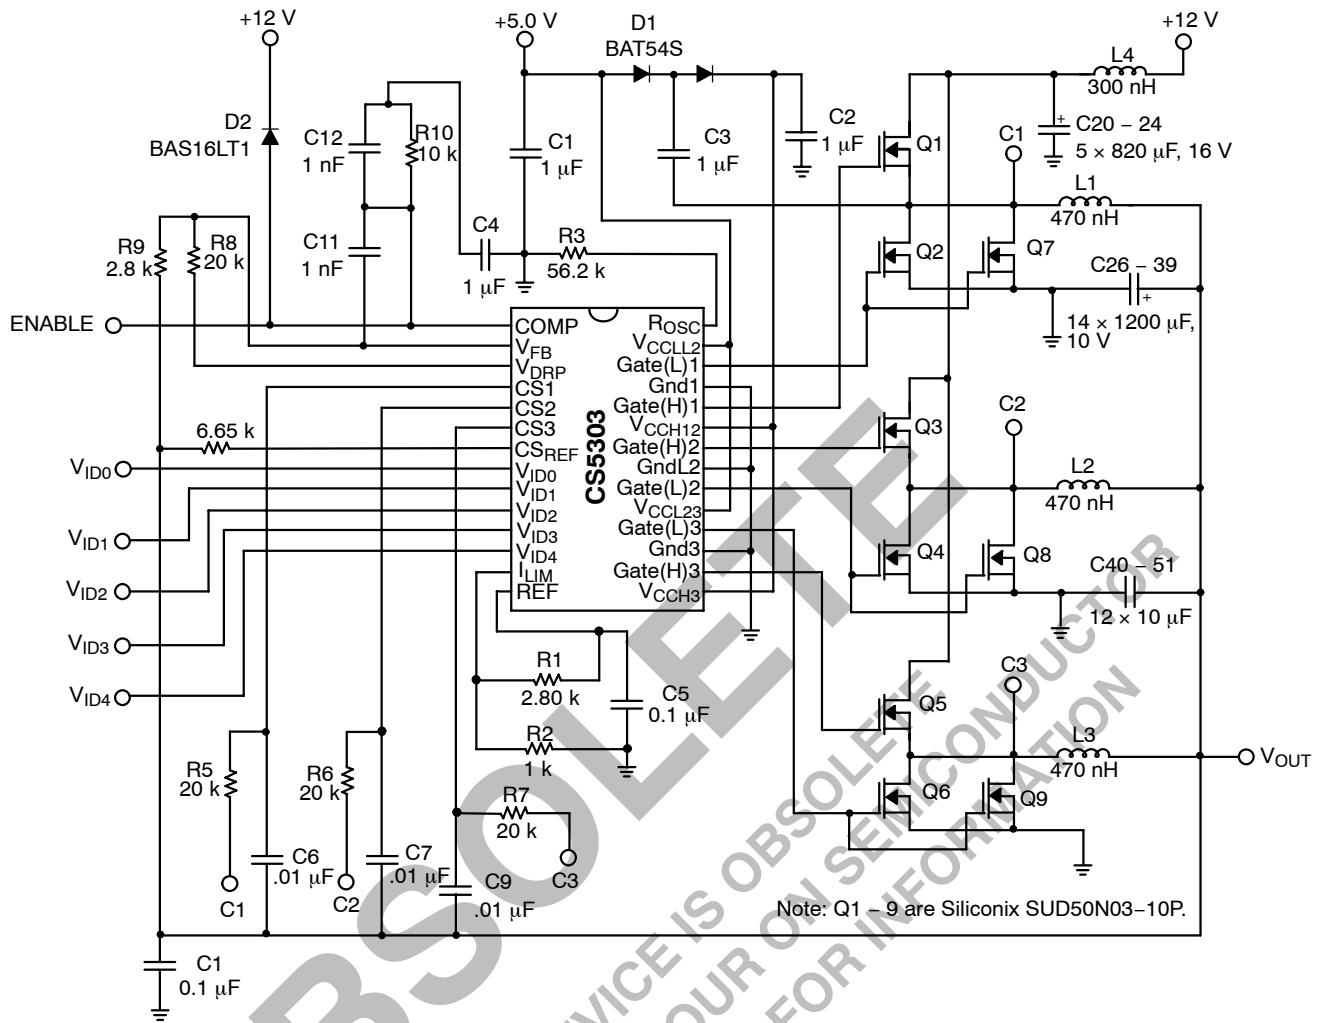 +12 V
+5.0 V
D1
BAT54S
+12 V
L4
300 nH
D2
BAS16LT1
C12
1 nF
R10
10 k
C1
1 μF
C3
1 μF
C2
1 μF
Q1
C1
+
C20 – 24
5 × 820 μF, 16 V
L1
470 nH
R9
2.8 k
R8
20 k
C11
1 nF
C4
1 μF
R3
56.2 k
Q2
Q7
C26 – 39
+
14 × 1200 μF,
10 V
ENABLE
COMP
VFB
VDRP
CS1
CS2
CS3
CSREF
VID0
VID1
VID2
VID3
VID4
ILIM
REF
CS5303
ROSC
VCCLL2
Gate(L)1
Gnd1
Gate(H)1
VCCH12
Gate(H)2
GndL2
Gate(L)2
VCCL23
Gate(L)3
Gnd3
Gate(H)3
VCCH3
6.65 k
VID0
VID1
VID2
VID3
VID4
Q3
C2
L2
470 nH
Q4
Q8
C40 – 51
12 × 10 μF
R1
2.80 k
C5
0.1 μF
R2
1 k
Q5
C3
L3
470 nH
VOUT
Q6
Q9
R5
20 k
R6
20 k
R7
20 k
C6
.01 μF
C7
.01 μF
C9
.01 μF
C1
C2
C3
Note: Q1 – 9 are Siliconix SUD50N03–10P.
C1
0.1 μF
OBSOLETE
VICE IS OBSOLETE
OUR ON SEMICONDUCTOR
FOR INFORMATION